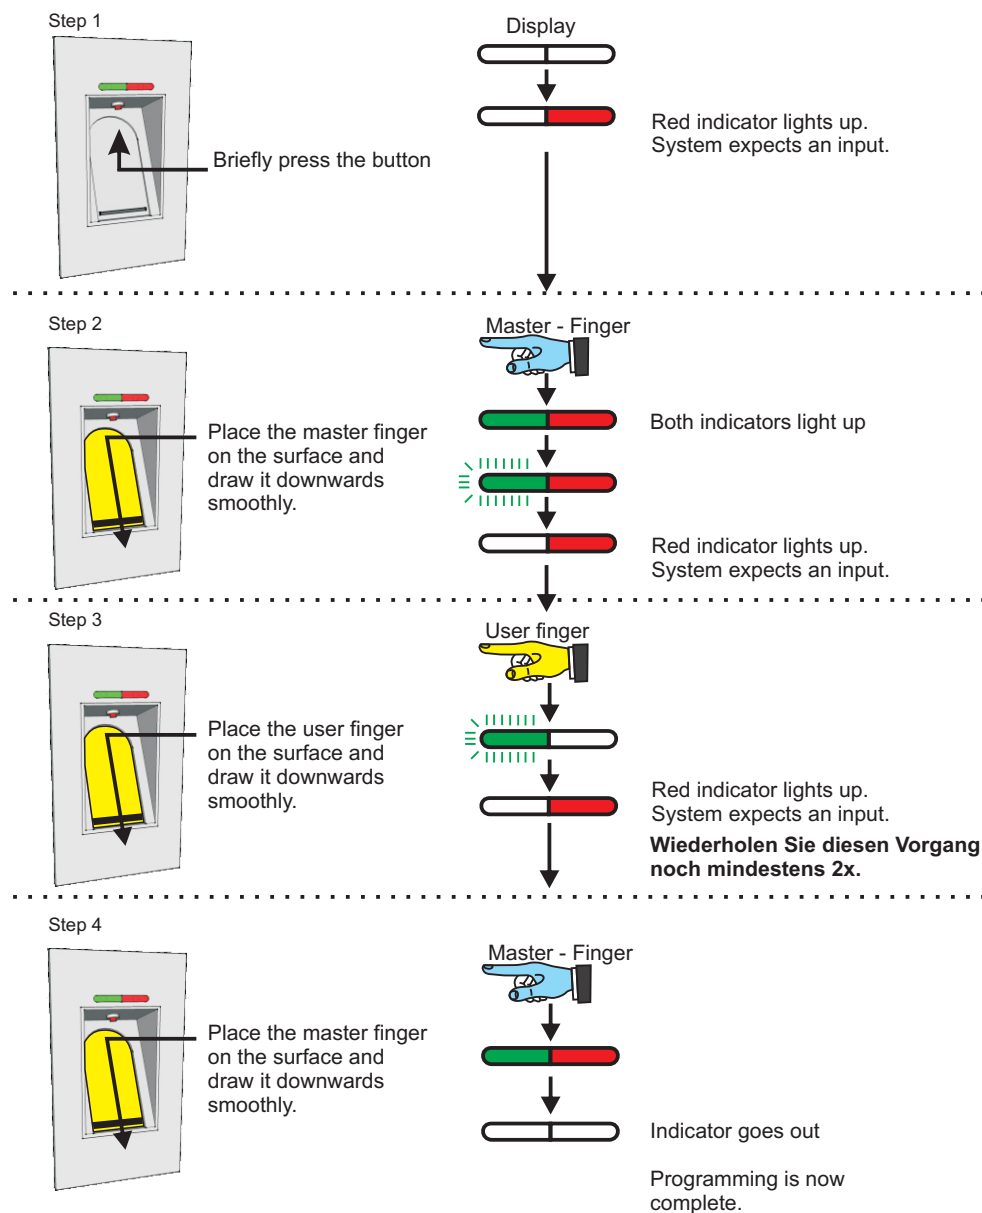 Step 1
Display
Briefly press the button
Red indicator lights up.
System expects an input.
Step 2
Master - Finger
Place the master finger
on the surface and
draw it downwards
smoothly.
Both indicators light up
Red indicator lights up.
System expects an input.
Step 3
User finger
Place the user finger
on the surface and
draw it downwards
smoothly.
Red indicator lights up.
System expects an input.
Wiederholen Sie diesen Vorgang
noch mindestens 2x.
Step 4
Master - Finger
Place the master finger
on the surface and
draw it downwards
smoothly.
Indicator goes out
Programming is now
complete.